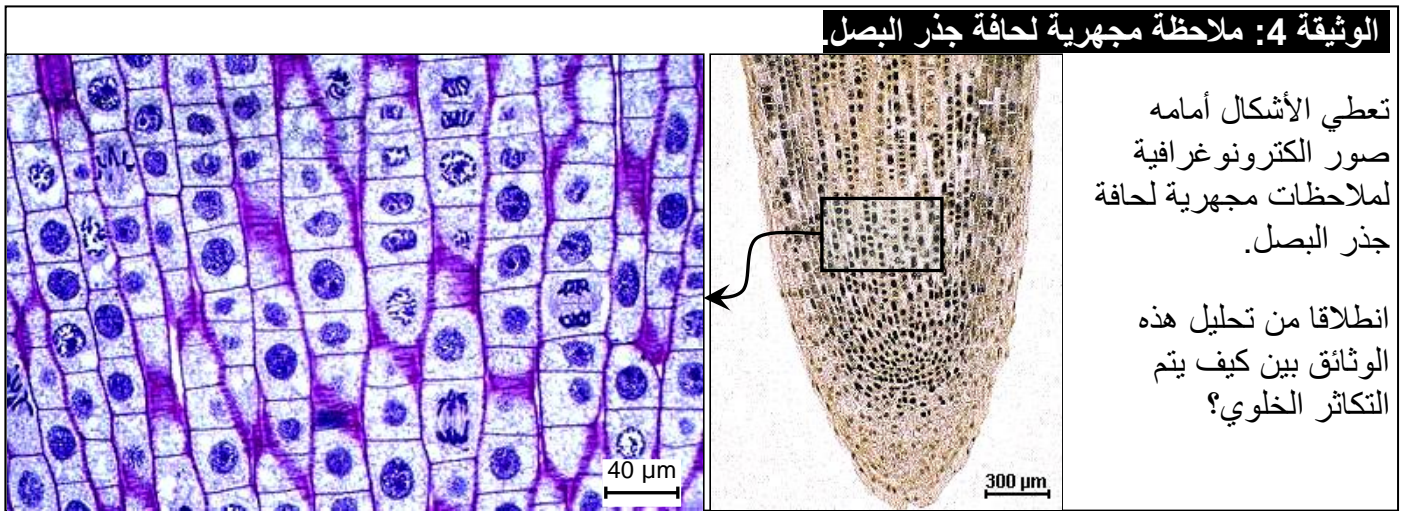 الوثيقة 4: ملاحظة مجهرية لحافة جذر البصل.
تعطي الأشكال أمامه
صور الكترونوغرافية
لملاحظات مجهرية لحافة
جذر البصل.
انطلاقا من تحليل هذه
الوثائق بين كيف يتم
التكاثر الخلوي؟
300 µm
40 µm